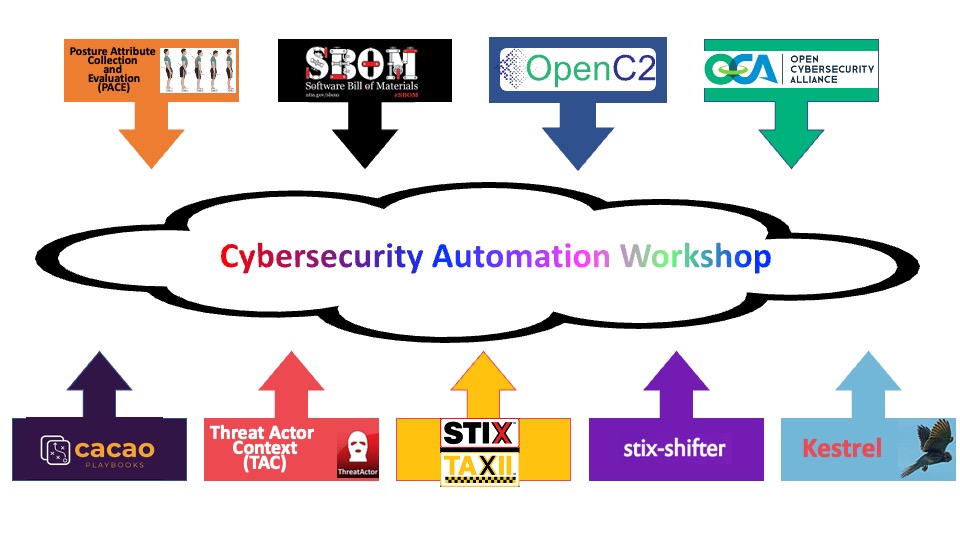 Posture Attribute
Collection
and
Evaluation
(PACE)
SBOM
Software Bill of Materials
ntia.gov/sbom #SBOM
OpenC2
OCA
OPEN
CYBERSECURITY
ALLIANCE
Cybersecurity Automation Workshop
cacao
PLAYBOOKS
Threat Actor
Context
(TAC)
ThreatActor
STIX
TAXII
stix-shifter
Kestrel